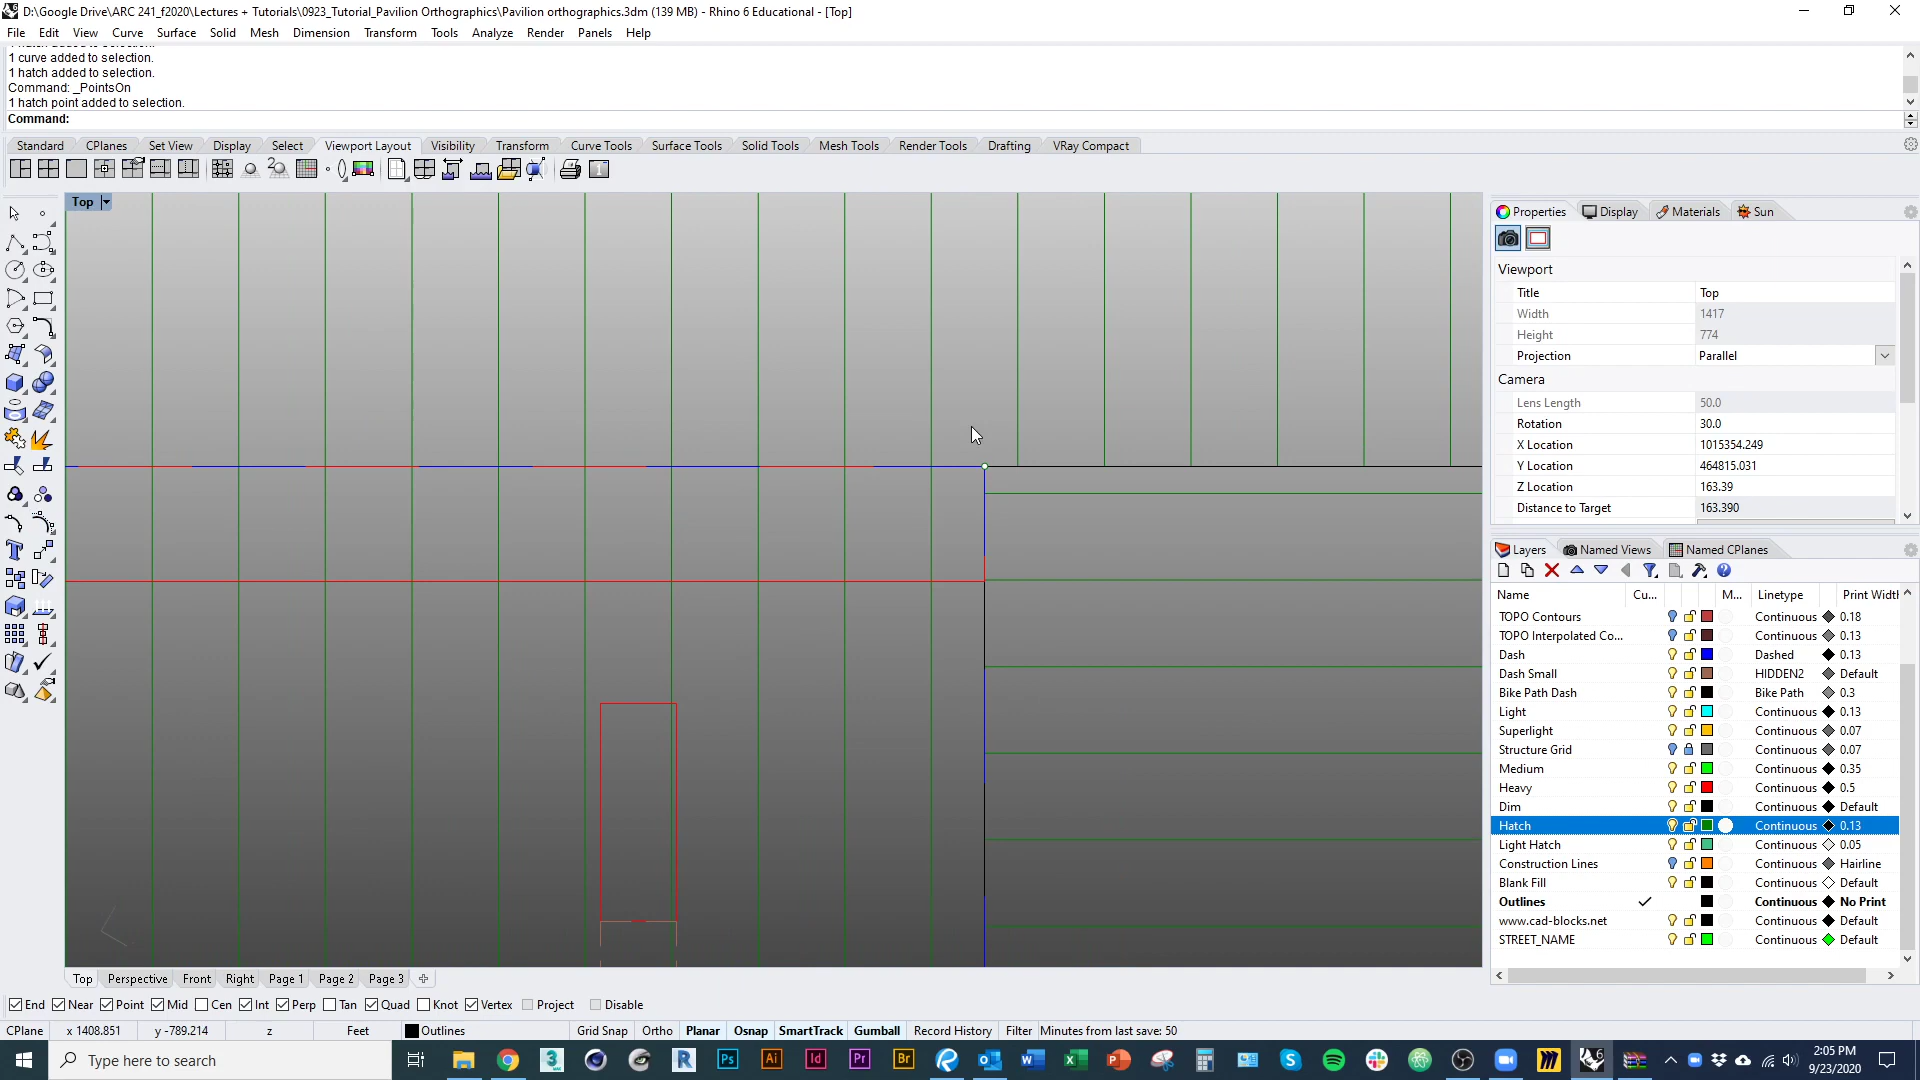 D:\Google Drive\ARC 241_f2020\Lectures + Tutorials\0923_Tutorial_Pavilion Orthographics\Pavilion orthographics.3dm (139 MB) - Rhino 6 Educational - [Top]
File Edit View Curve Surface Solid Mesh Dimension Transform Tools Analyze Render Panels Help
1 curve added to selection.
1 hatch added to selection.
Command: _PointsOn
1 hatch point added to selection.
Command:
Standard CPlanes Set View Display Select Viewport Layout Visibility Transform Curve Tools Surface Tools Solid Tools Mesh Tools Render Tools Drafting VRay Compact
Top
Properties Display Materials Sun
Viewport
Title Top
Width 1417
Height 774
Projection Parallel
Camera
Lens Length 50.0
Rotation 30.0
X Location 1015354.249
Y Location 464815.031
Z Location 163.39
Distance to Target 163.390
Layers Named Views Named CPlanes
Name Cu... M... Linetype Print Width
TOPO Contours Continuous 0.18
TOPO Interpolated Co... Continuous 0.13
Dash Dashed 0.13
Dash Small HIDDEN2 Default
Bike Path Dash Bike Path 0.3
Light Continuous 0.13
Superlight Continuous 0.07
Structure Grid Continuous 0.07
Medium Continuous 0.35
Heavy Continuous 0.5
Dim Continuous Default
Hatch Continuous 0.13
Light Hatch Continuous 0.05
Construction Lines Continuous Hairline
Blank Fill Continuous Default
Outlines Continuous No Print
www.cad-blocks.net Continuous Default
STREET_NAME Continuous Default
Top Perspective Front Right Page 1 Page 2 Page 3
End Near Point Mid Cen Int Perp Tan Quad Knot Vertex Project Disable
CPlane x 1408.851 y -789.214 z Feet Outlines Grid Snap Ortho Planar Osnap SmartTrack Gumball Record History Filter Minutes from last save: 50
Type here to search
2:05 PM
9/23/2020